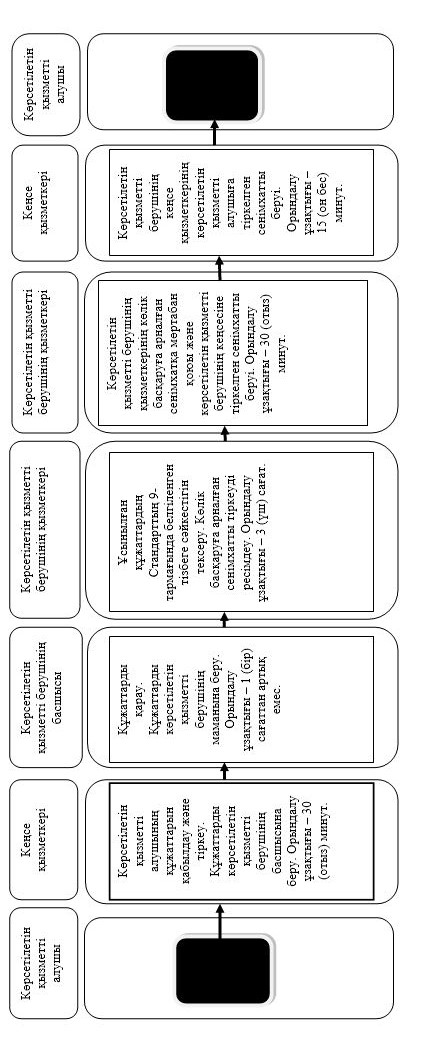 Көрсетілетін
қызметті
алушы
Кеңсе
қызметкері
Көрсетілетін
қызметті
алушының
құжаттарын
қабылдау және
тіркеу.
Құжаттарды
көрсетілетін
қызметті
берушінің
басшысына
беру. Орындалу
ұзақтығы – 30
(отыз) минут.
Көрсетілетін
қызметті берушінің
басшысы
Құжаттарды
қарау.
Құжаттарды
көрсетілетін
қызметті
берушінің
маманына беру.
Орындалу
ұзақтығы – 1 (бір)
сағаттан артық
емес.
Көрсетілетін қызметті
берушінің қызметкері
Ұсынылған
құжаттардың
Стандарттың 9-
тармағында белгіленген
тізбеге сәйкестігін
тексеру. Көлік
басқаруға арналған
сенімхатты тіркеуді
ресімдеу. Орындалу
ұзақтығы – 3 (үш) сағат.
Көрсетілетін қызметті
берушінің қызметкері
Көрсетілетін
қызметті берушінің
қызметкерінің көлік
басқаруға арналған
сенімхатқа мөртабан
қоюы және
көрсетілетін қызметті
берушінің кеңсесіне
тіркелген сенімхатты
беруі. Орындалу
ұзақтығы – 30 (отыз)
минут.
Кеңсе
қызметкері
Көрсетілетін
қызметті
берушінің
кеңсе
қызметкерінің
көрсетілетін
қызметті
алушыға
тіркелген
сенімхатты
беруі.
Орындалу
ұзақтығы –
15 (он бес)
минут.
Көрсетілетін
қызметті
алушы